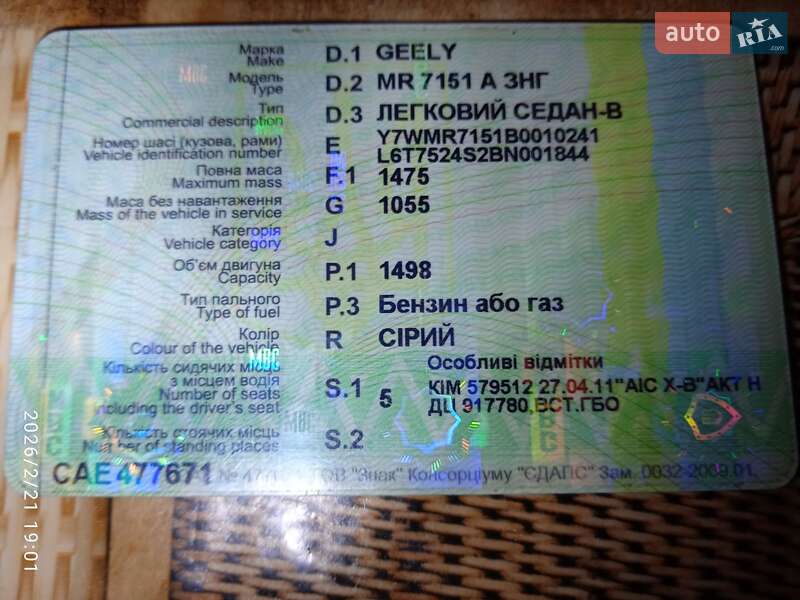 auto RIA .com
Марка D.1 GEELY
Make
Модель D.2 MR 7151 A ЗНГ
Type
Тип D.3 ЛЕГКОВИЙ СЕДАН-В
Commercial description
Номер шасі (кузова, рами) E Y7WMR7151B0010241
Vehicle identification number L6T7524S2BN001844
Повна маса F.1 1475
Maximum mass
Маса без навантаження G 1055
Mass of the vehicle in service
Категорія J
Vehicle category
Об'єм двигуна P.1 1498
Capacity
Тип пального P.3 Бензин або газ
Type of fuel
Колір R СІРИЙ
Colour of the vehicle
Особливі відмітки
Кількість сидячих місць S.1 5 КІМ 579512 27.04.11"АІС Х-В"АКТ Н
з місцем водія ДЦ 917780,ВСТ.ГБО
Number of seats
including the driver's seat
Кількість стоячих місць S.2
Number of standing places
САЕ 477671
ТОВ "Знак" Консорціуму "ЄДАПС" Зам. 0032-2009.01.
2026/2/21 19:01